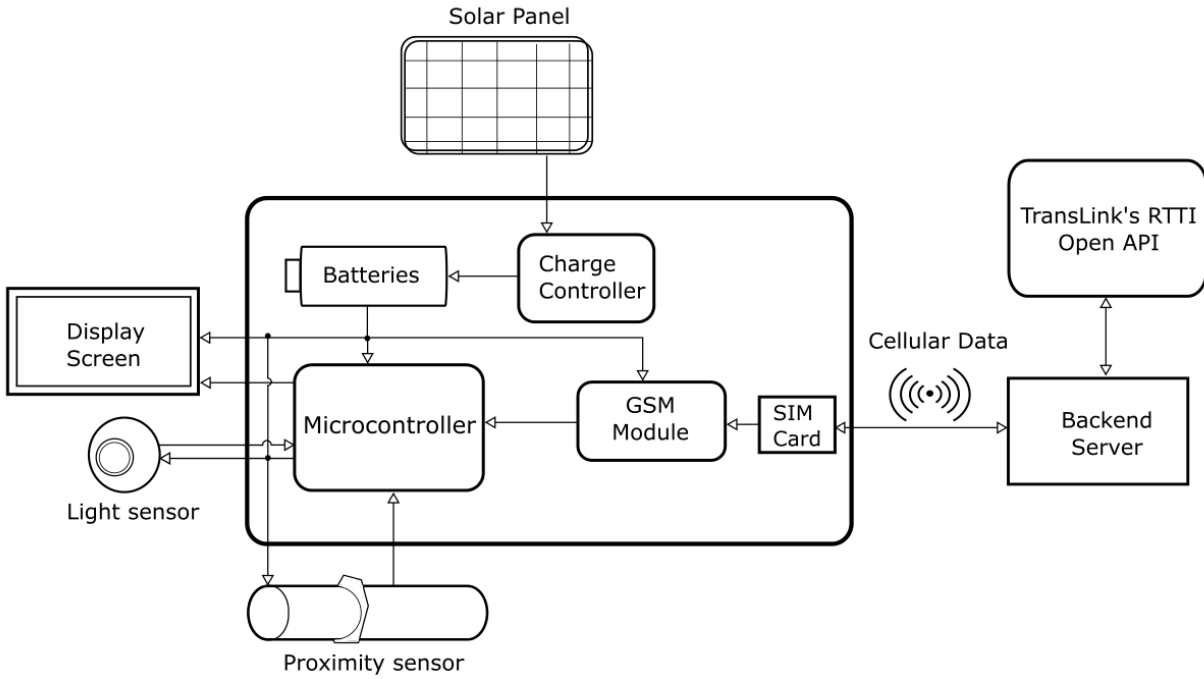 Solar Panel
TransLink's RTTI
Open API
Batteries
Charge
Controller
Display
Screen
Cellular Data
Microcontroller
GSM
Module
SIM
Card
Backend
Server
Light sensor
Proximity sensor